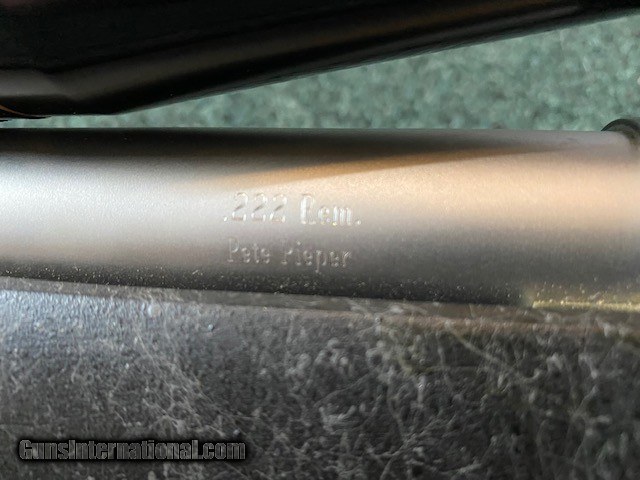 .222 Rem.
Pete Pieper
GunsInternational.com